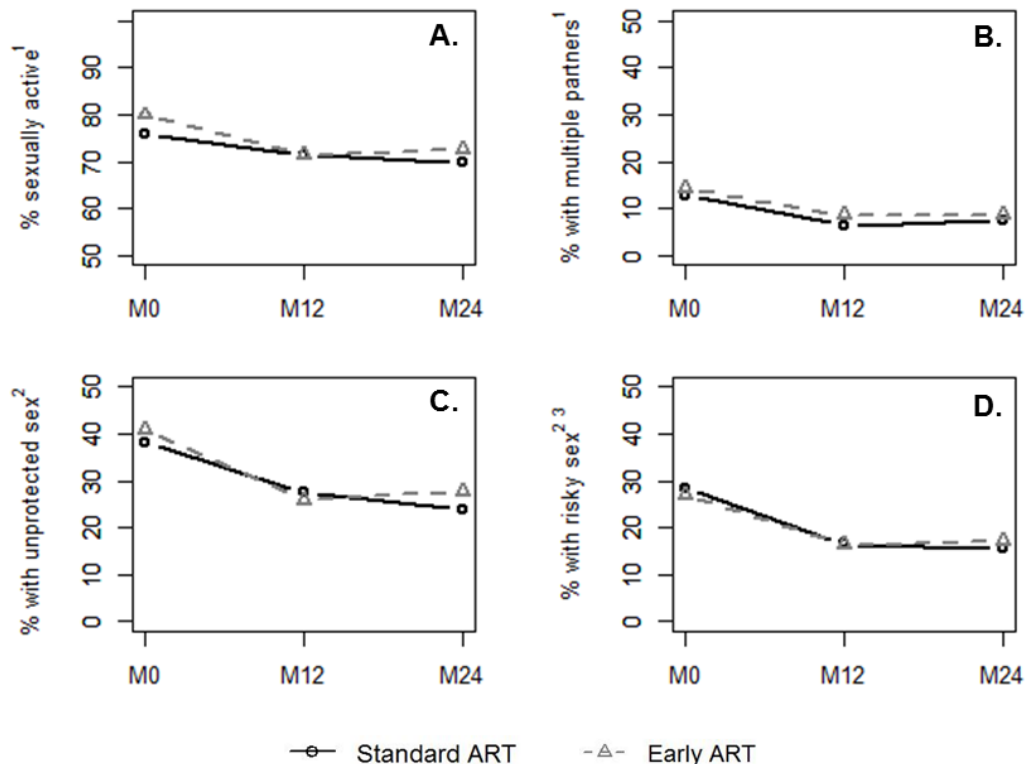 A.
% sexually active¹
90
80
70
60
50
M0 M12 M24
B.
% with multiple partners¹
50
40
30
20
10
0
M0 M12 M24
C.
% with unprotected sex²
50
40
30
20
10
0
M0 M12 M24
D.
% with risky sex² ³
50
40
30
20
10
0
M0 M12 M24
Standard ART Early ART